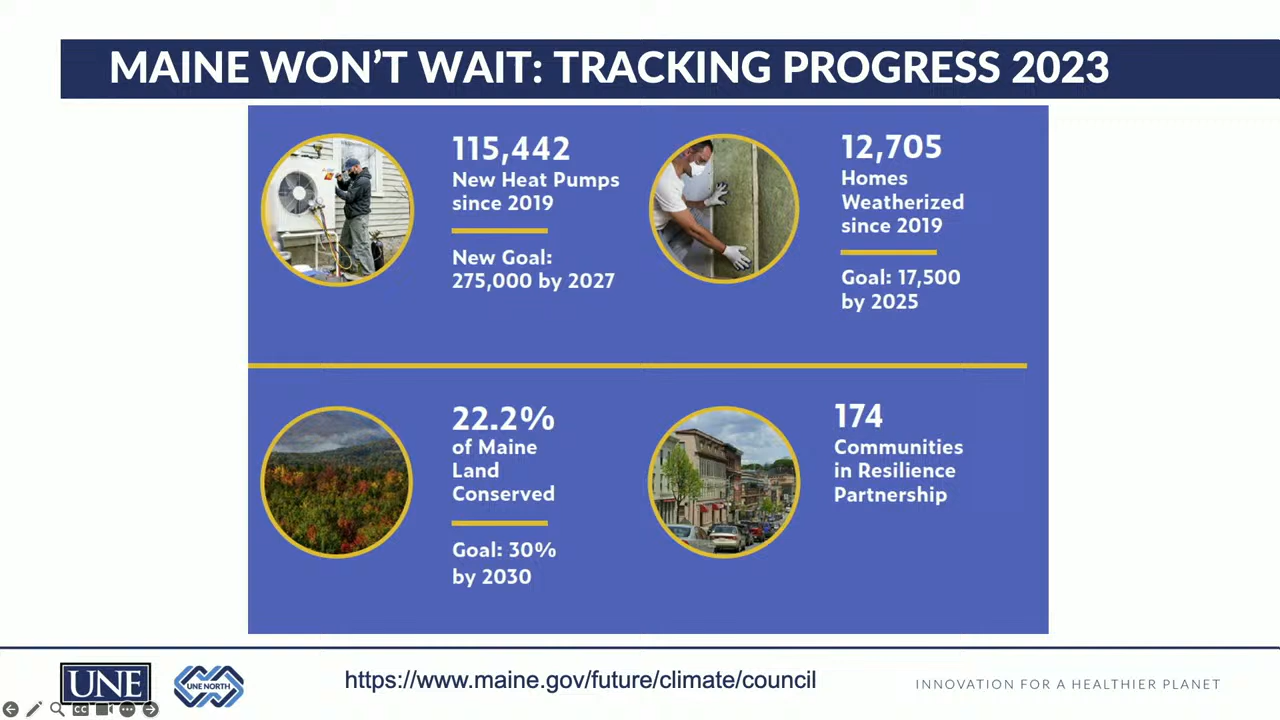 MAINE WON'T WAIT: TRACKING PROGRESS 2023
115,442
New Heat Pumps
since 2019
New Goal:
275,000 by 2027
12,705
Homes
Weatherized
since 2019
Goal: 17,500
by 2025
22.2%
of Maine
Land
Conserved
Goal: 30%
by 2030
174
Communities
in Resilience
Partnership
UNE
UNE NORTH
https://www.maine.gov/future/climate/council
INNOVATION FOR A HEALTHIER PLANET
CC